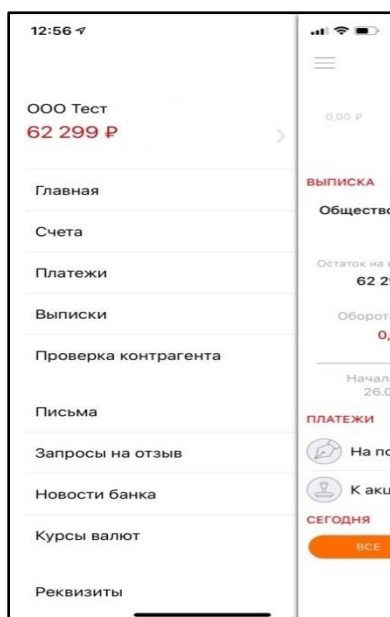 12:56
ООО Тест
62 299 ₽
Главная
Счета
Платежи
Выписки
Проверка контрагента
Письма
Запросы на отзыв
Новости банка
Курсы валют
Реквизиты
0,00 ₽
ВЫПИСКА
Общество
Остаток на
62 29
Оборот
0,
Начал
26.0
ПЛАТЕЖИ
На по
К акц
СЕГОДНЯ
ВСЕ